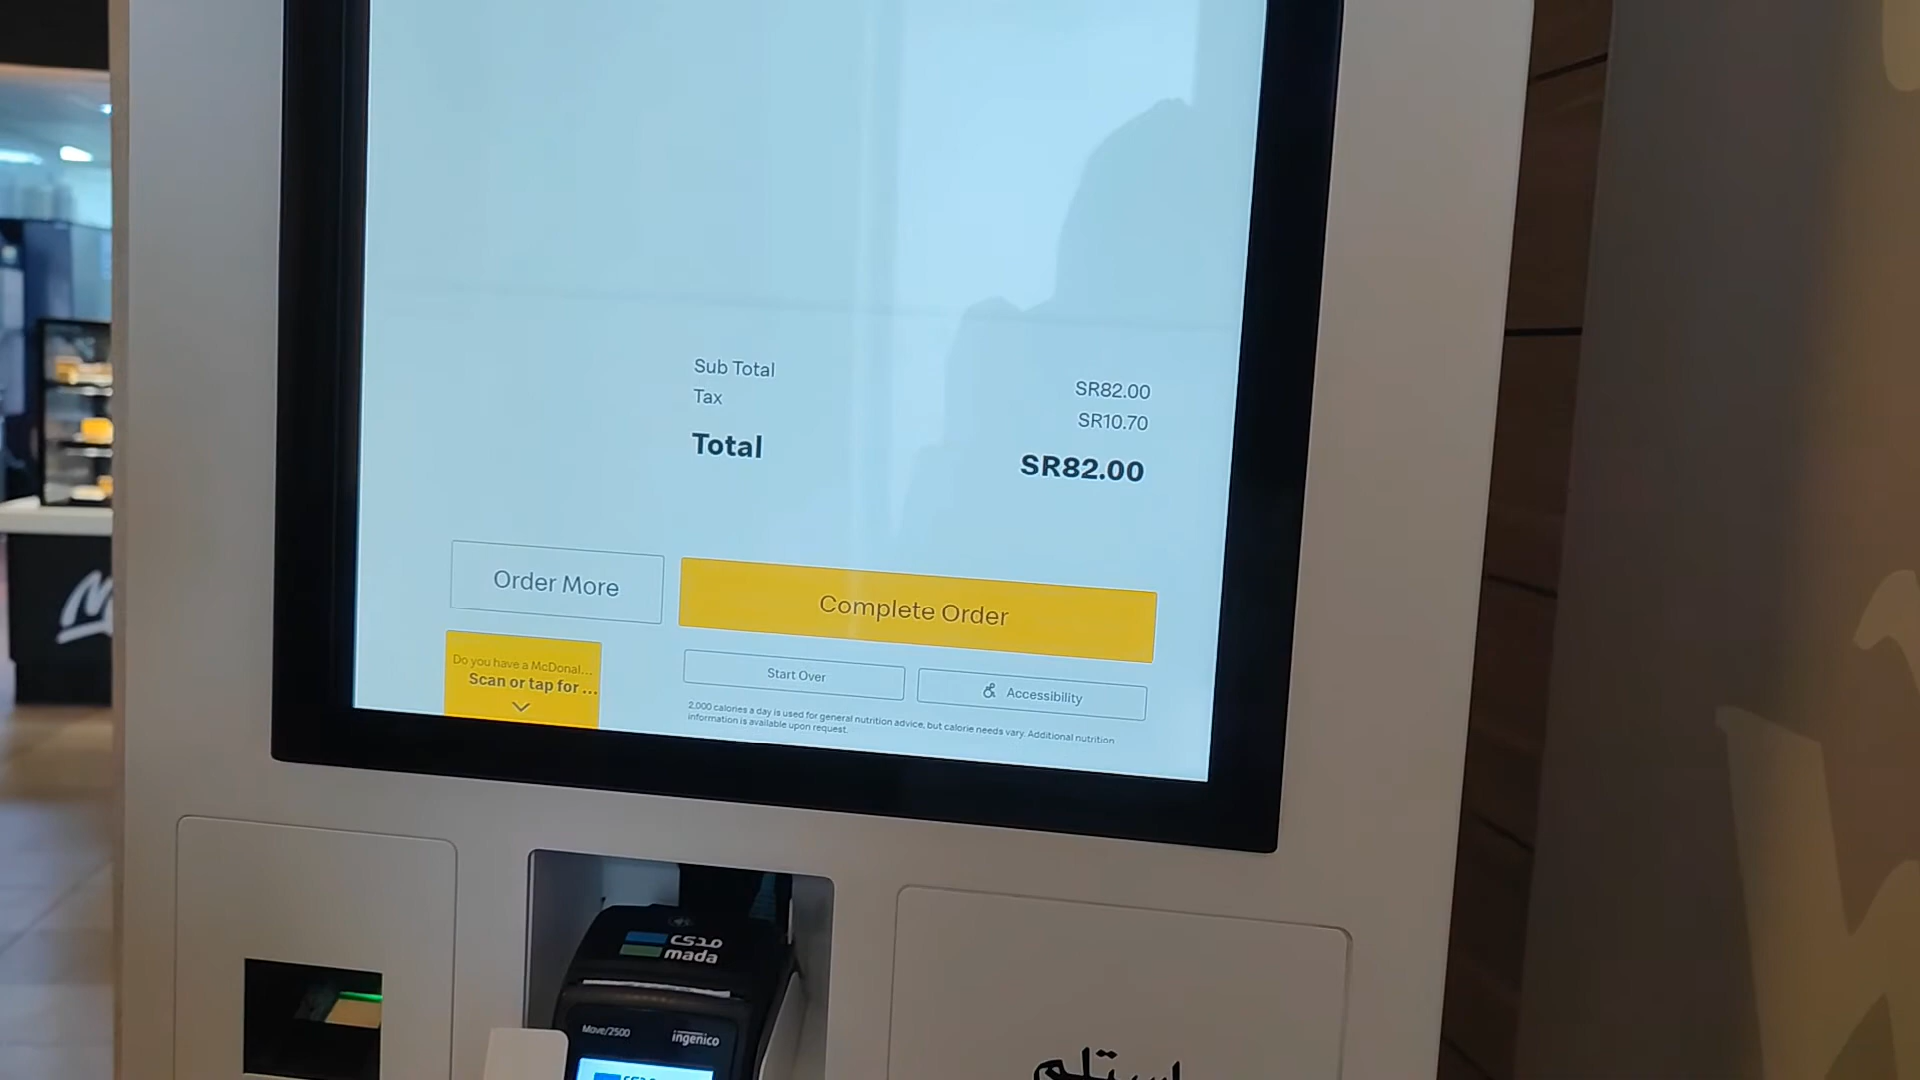 Sub Total
SR82.00
Tax
SR10.70
Total
SR82.00
Order More
Complete Order
Do you have a McDonal...
Scan or tap for ...
Start Over
Accessibility
2,000 calories a day is used for general nutrition advice, but calorie needs vary. Additional nutrition
information is available upon request.
مدى
mada
Move/2500
ingenico
استلم